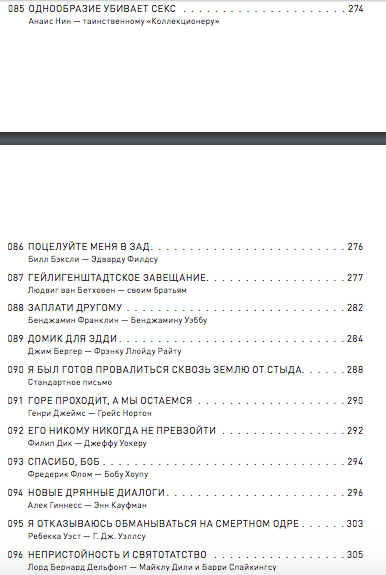 085 ОДНООБРАЗИЕ УБИВАЕТ СЕКС . . . . . . . . . . . . . . . . . . . . . . . . 274
Анаис Нин — таинственному «Коллекционеру»
086 ПОЦЕЛУЙТЕ МЕНЯ В ЗАД. . . . . . . . . . . . . . . . . . . . . . . . . . . . 276
Билл Бэксли — Эдварду Филдсу
087 ГЕЙЛИГЕНШТАДТСКОЕ ЗАВЕЩАНИЕ. . . . . . . . . . . . . . . . . . . . 277
Людвиг ван Бетховен — своим братьям
088 ЗАПЛАТИ ДРУГОМУ . . . . . . . . . . . . . . . . . . . . . . . . . . . . . . . . 282
Бенджамин Франклин — Бенджамину Уэббу
089 ДОМИК ДЛЯ ЭДДИ. . . . . . . . . . . . . . . . . . . . . . . . . . . . . . . . . 284
Джим Бергер — Фрэнку Ллойду Райту
090 Я БЫЛ ГОТОВ ПРОВАЛИТЬСЯ СКВОЗЬ ЗЕМЛЮ ОТ СТЫДА. . . . . . 288
Стандартное письмо
091 ГОРЕ ПРОХОДИТ, А МЫ ОСТАЕМСЯ . . . . . . . . . . . . . . . . . . . . . 290
Генри Джеймс — Грейс Нортон
092 ЕГО НИКОМУ НИКОГДА НЕ ПРЕВЗОЙТИ . . . . . . . . . . . . . . . . . . 292
Филип Дик — Джеффу Уокеру
093 СПАСИБО, БОБ . . . . . . . . . . . . . . . . . . . . . . . . . . . . . . . . . . . 294
Фредерик Флом — Бобу Хоупу
094 НОВЫЕ ДРЯННЫЕ ДИАЛОГИ. . . . . . . . . . . . . . . . . . . . . . . . . . 296
Алек Гиннесс — Энн Кауфман
095 Я ОТКАЗЫВАЮСЬ ОБМАНЫВАТЬСЯ НА СМЕРТНОМ ОДРЕ . . . . . . 303
Ребекка Уэст — Г. Дж. Уэллсу
096 НЕПРИСТОЙНОСТЬ И СВЯТОТАТСТВО . . . . . . . . . . . . . . . . . . . 305
Лорд Бернард Дельфонт — Майклу Дили и Барри Спайкингсу